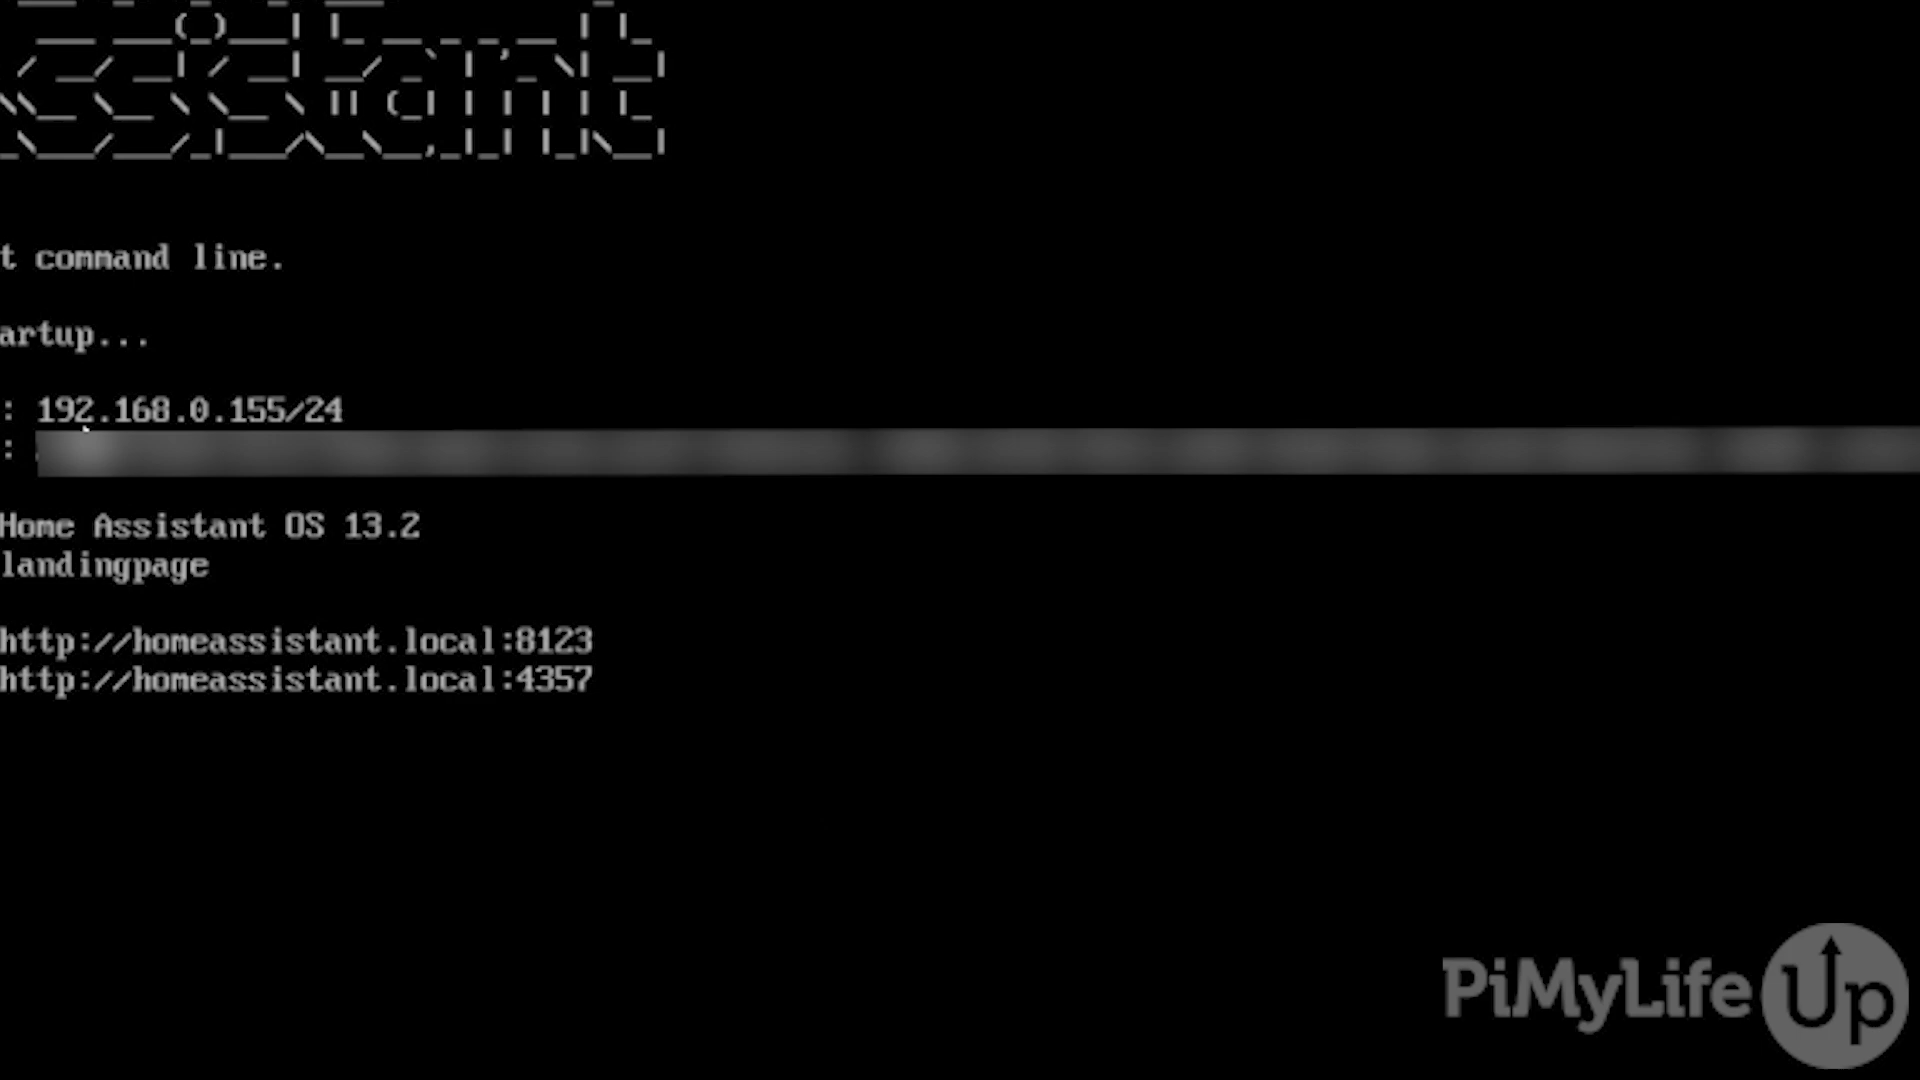 t command line.
artup...
: 192.168.0.155/24
:
Home Assistant OS 13.2
landingpage
http://homeassistant.local:8123
http://homeassistant.local:4357
PiMyLifeUp